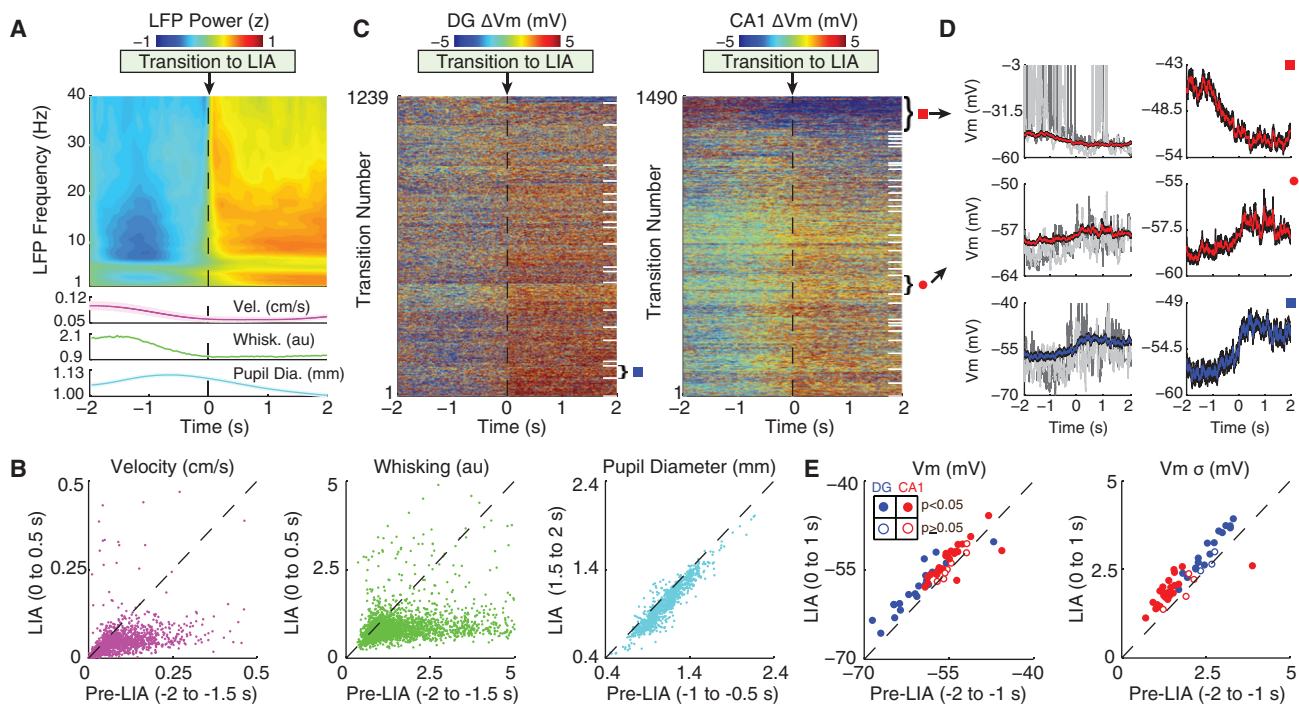 A
LFP Power (z)
−1 1
Transition to LIA
LFP Frequency (Hz)
40
30
20
10
1
0.12
0.05
Vel. (cm/s)
2.1
0.9
Whisk. (au)
1.13
1.00
Pupil Dia. (mm)
−2 −1 0 1 2
Time (s)
C
DG ΔVm (mV)
−5 5
Transition to LIA
1239
Transition Number
1
−2 −1 0 1 2
Time (s)
CA1 ΔVm (mV)
−5 5
Transition to LIA
1490
Transition Number
1
−2 −1 0 1 2
Time (s)
D
Vm (mV)
−3
−31.5
−60
−43
−48.5
−54
Vm (mV)
−50
−57
−64
−55
−57.5
−60
Vm (mV)
−40
−55
−70
−49
−54.5
−60
−2 −1 0 1 2
Time (s)
−2 −1 0 1 2
Time (s)
B
Velocity (cm/s)
LIA (0 to 0.5 s)
0.5
0.25
0
0 0.25 0.5
Pre-LIA (-2 to -1.5 s)
Whisking (au)
LIA (0 to 0.5 s)
5
2.5
0
0 2.5 5
Pre-LIA (-2 to -1.5 s)
Pupil Diameter (mm)
LIA (1.5 to 2 s)
2.4
1.4
0.4
0.4 1.4 2.4
Pre-LIA (-1 to -0.5 s)
E
Vm (mV)
DG CA1
p<0.05
p≥0.05
LIA (0 to 1 s)
−40
−55
−70
−70 −55 −40
Pre-LIA (-2 to -1 s)
Vm σ (mV)
LIA (0 to 1 s)
5
2.5
0
0 2.5 5
Pre-LIA (-2 to -1 s)